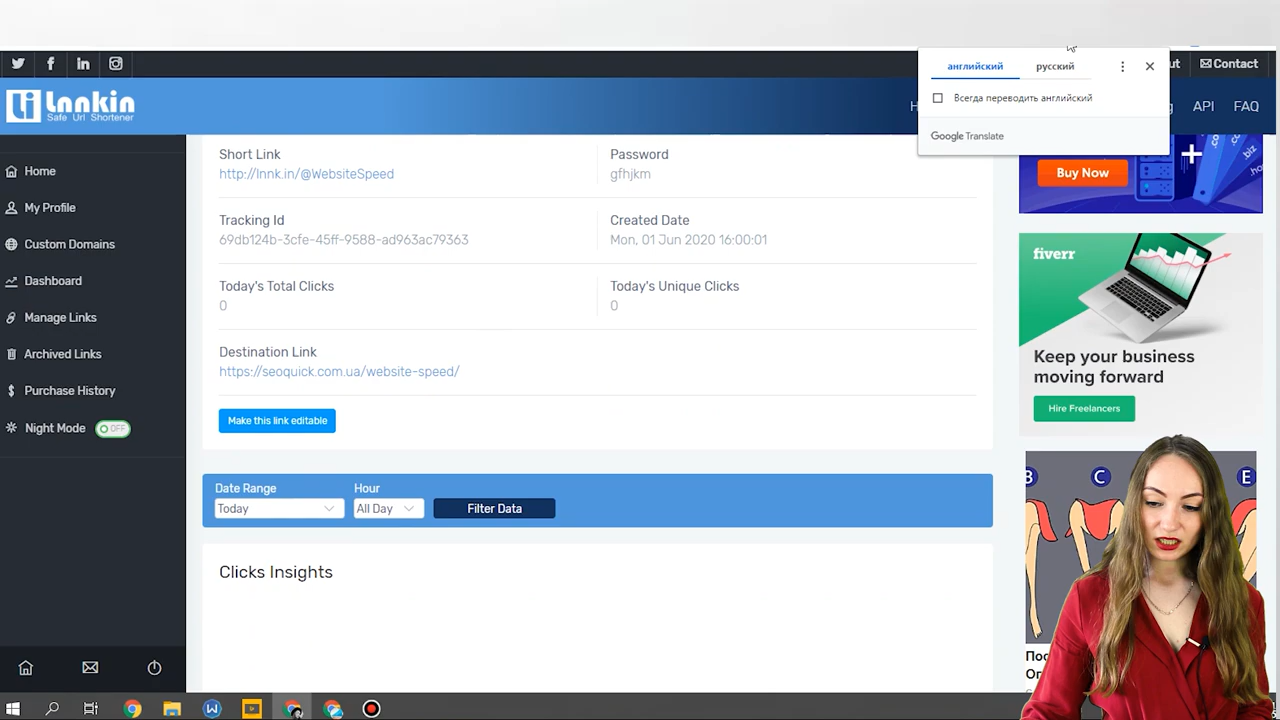 английский русский
Всегда переводить английский
Google Translate
ut Contact
Lnnkin
Safe Url Shortener
H
g API FAQ
Home
My Profile
Custom Domains
Dashboard
Manage Links
Archived Links
$ Purchase History
Night Mode OFF
Short Link
http://lnnk.in/@WebsiteSpeed
Password
gfhjkm
Tracking Id
69db124b-3cfe-45ff-9588-ad963ac79363
Created Date
Mon, 01 Jun 2020 16:00:01
Today's Total Clicks
0
Today's Unique Clicks
0
Destination Link
https://seoquick.com.ua/website-speed/
Make this link editable
Date Range
Today
Hour
All Day
Filter Data
Clicks Insights
Buy Now
.biz
fiverr
Keep your business
moving forward
Hire Freelancers
B C E